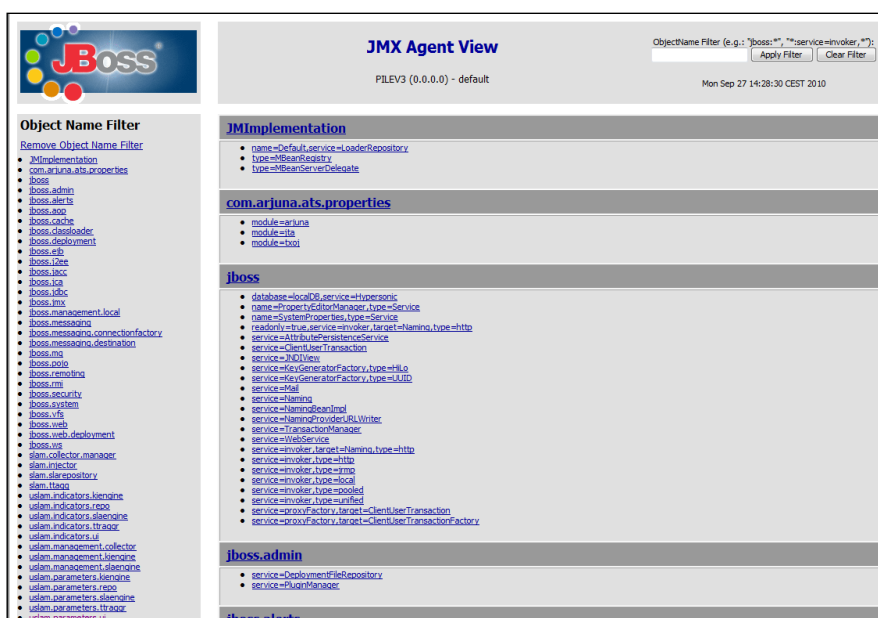 JBoss
JMX Agent View
PILEV3 (0.0.0.0) - default
ObjectName Filter (e.g.: "jboss:*", "*:service=invoker,*"):
Apply Filter
Clear Filter
Mon Sep 27 14:28:30 CEST 2010
Object Name Filter
Remove Object Name Filter
JMImplementation
com.arjuna.ats.properties
jboss
jboss.admin
jboss.alerts
jboss.aop
jboss.cache
jboss.classloader
jboss.deployment
jboss.ejb
jboss.j2ee
jboss.jacc
jboss.jca
jboss.jdbc
jboss.jmx
jboss.management.local
jboss.messaging
jboss.messaging.connectionfactory
jboss.messaging.destination
jboss.mq
jboss.pojo
jboss.remoting
jboss.rmi
jboss.security
jboss.system
jboss.vfs
jboss.web
jboss.web.deployment
jboss.ws
slam.collector.manager
slam.injector
slam.slarepository
slam.ttagg
uslam.indicators.kiengine
uslam.indicators.repo
uslam.indicators.slaengine
uslam.indicators.ttraggr
uslam.indicators.ui
uslam.management.collector
uslam.management.kiengine
uslam.management.slaengine
uslam.parameters.kiengine
uslam.parameters.repo
uslam.parameters.slaengine
uslam.parameters.ttraggr
uslam.parameters.ui
JMImplementation
name=Default,service=LoaderRepository
type=MBeanRegistry
type=MBeanServerDelegate
com.arjuna.ats.properties
module=arjuna
module=jta
module=txoj
jboss
database=localDB,service=Hypersonic
name=PropertyEditorManager,type=Service
name=SystemProperties,type=Service
readonly=true,service=invoker,target=Naming,type=http
service=AttributePersistenceService
service=ClientUserTransaction
service=JNDIView
service=KeyGeneratorFactory,type=HiLo
service=KeyGeneratorFactory,type=UUID
service=Mail
service=Naming
service=NamingBeanImpl
service=NamingProviderURLWriter
service=TransactionManager
service=WebService
service=invoker,target=Naming,type=http
service=invoker,type=http
service=invoker,type=jrmp
service=invoker,type=local
service=invoker,type=pooled
service=invoker,type=unified
service=proxyFactory,target=ClientUserTransaction
service=proxyFactory,target=ClientUserTransactionFactory
jboss.admin
service=DeploymentFileRepository
service=PluginManager
jboss.alerts